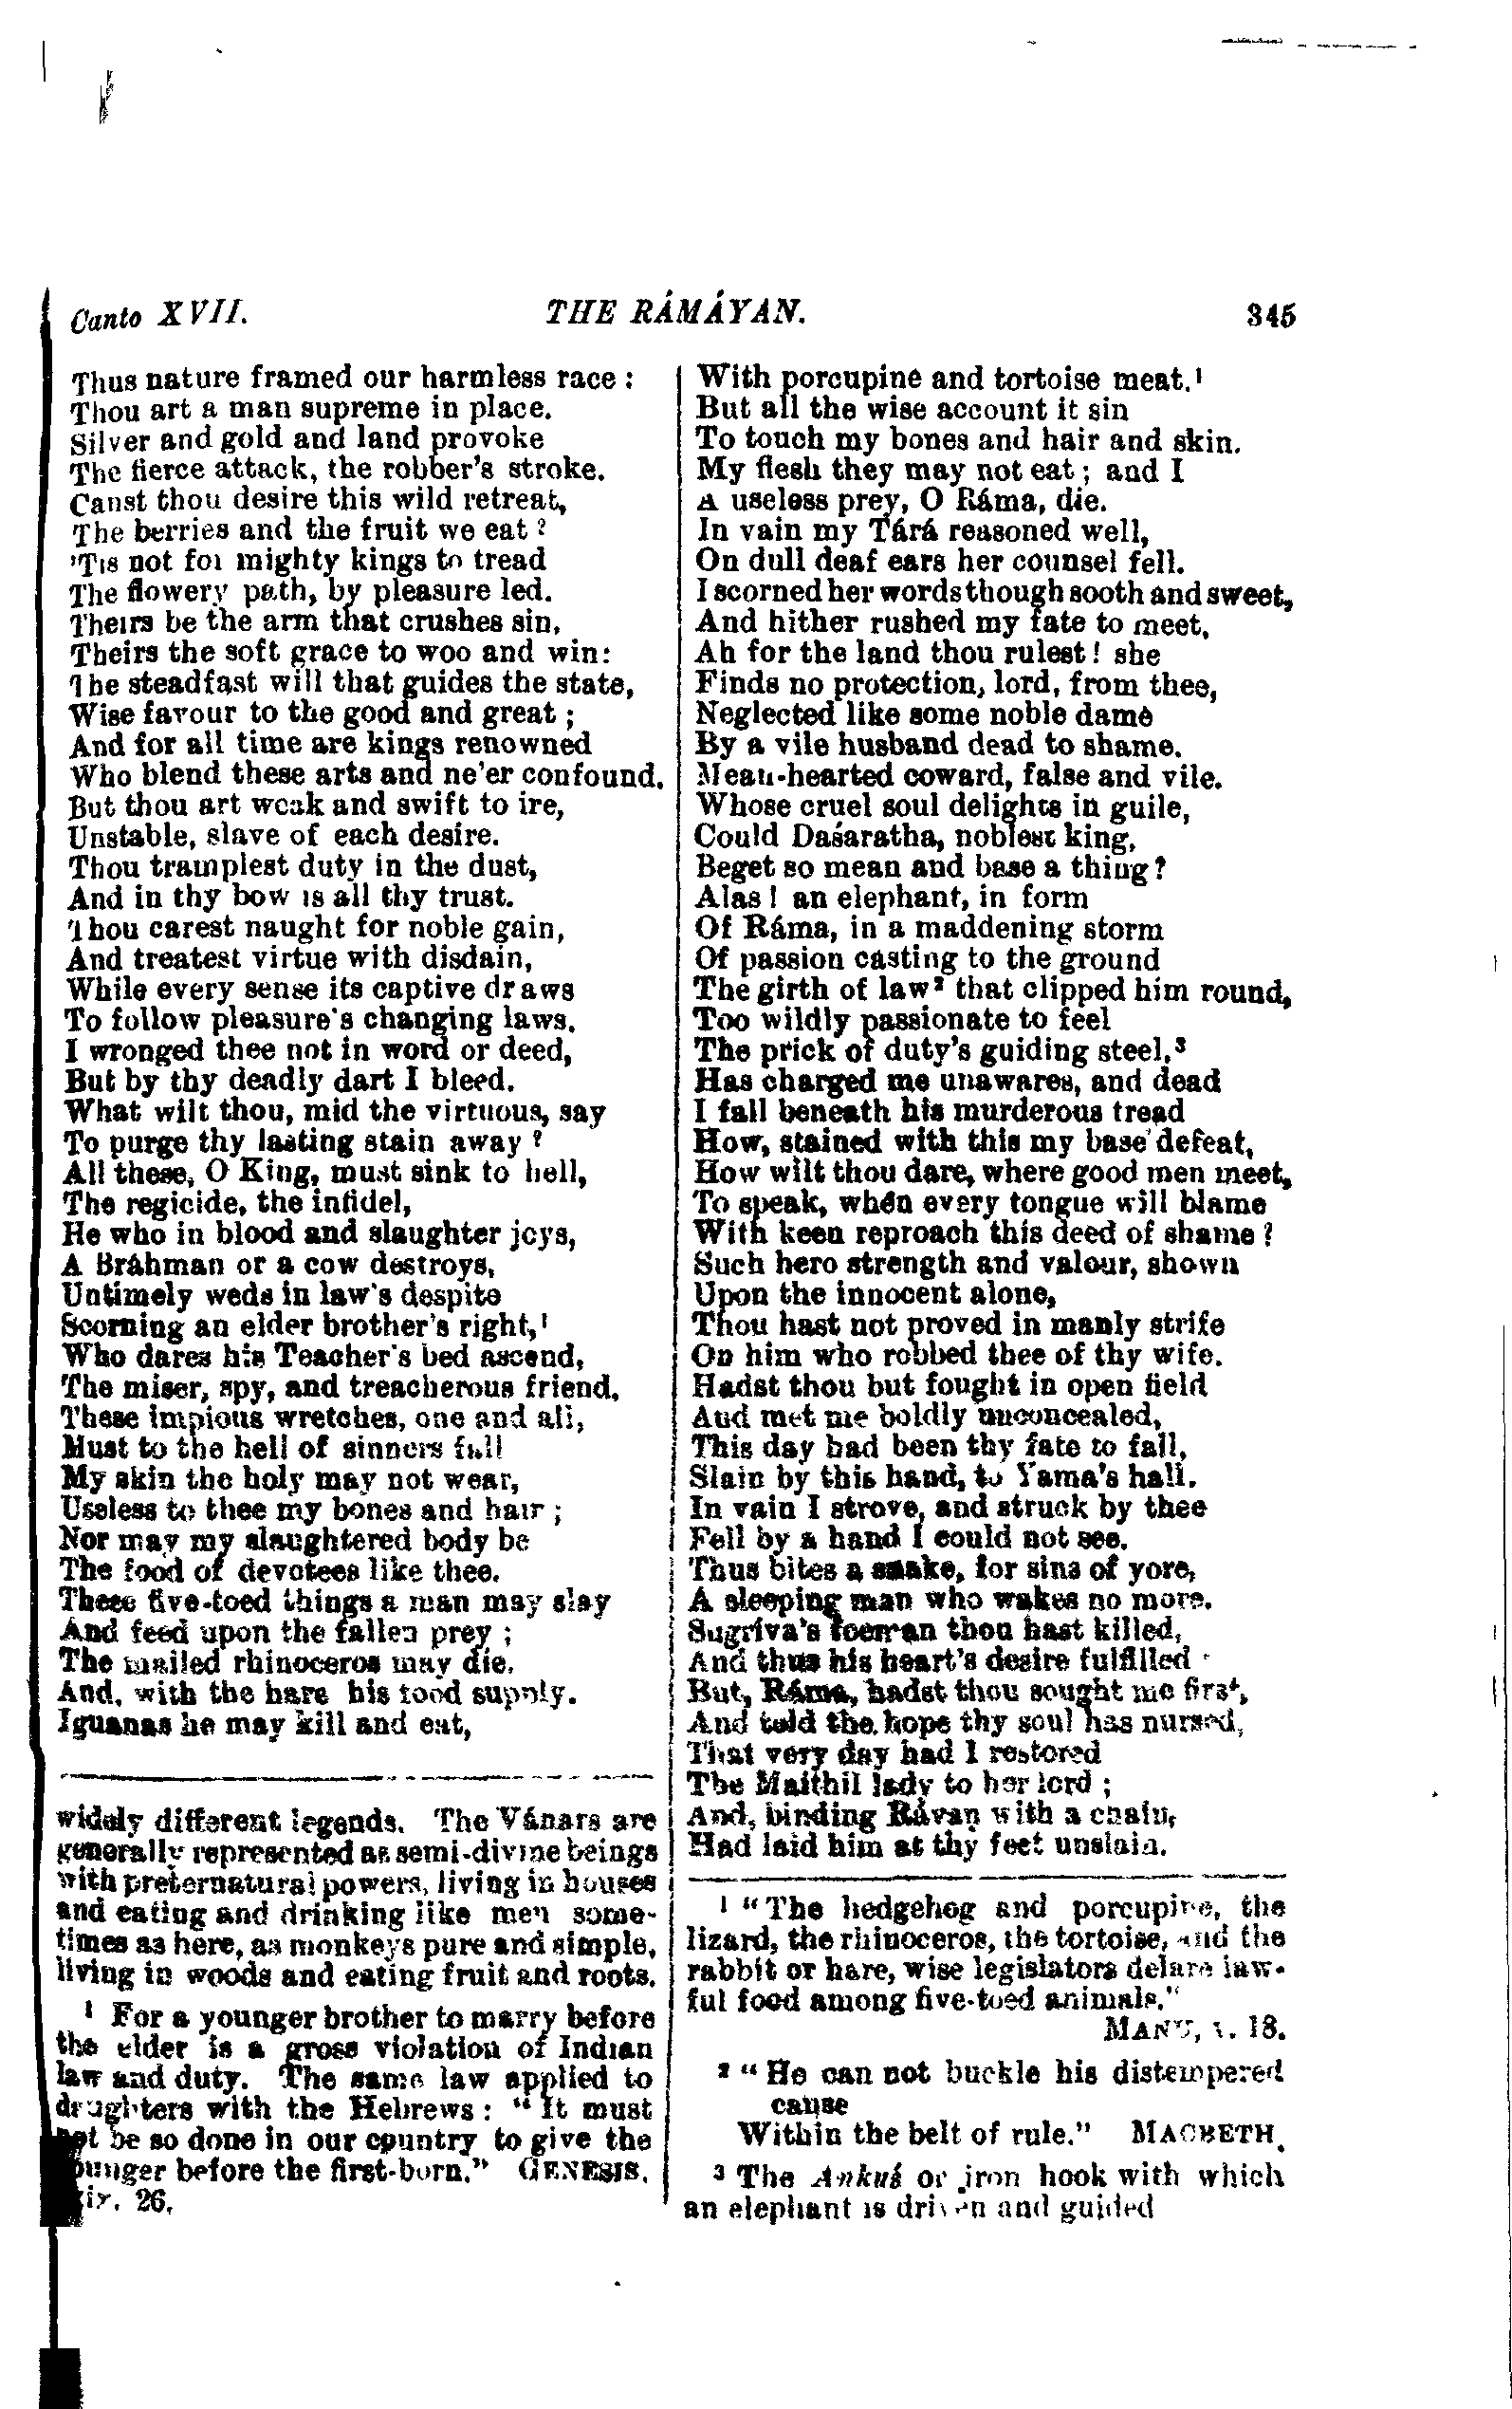 Canto XVII. THE RÁMÁYAN. 345
Thus nature framed our harmless race :
Thou art a man supreme in place.
Silver and gold and land provoke
The fierce attack, the robber's stroke.
Canst thou desire this wild retreat,
The berries and the fruit we eat ?
'Tis not for mighty kings to tread
The flowery path, by pleasure led.
Theirs be the arm that crushes sin,
Theirs the soft grace to woo and win:
The steadfast will that guides the state,
Wise favour to the good and great ;
And for all time are kings renowned
Who blend these arts and ne'er confound.
But thou art weak and swift to ire,
Unstable, slave of each desire.
Thou tramplest duty in the dust,
And in thy bow is all thy trust.
Thou carest naught for noble gain,
And treatest virtue with disdain,
While every sense its captive draws
To follow pleasure's changing laws.
I wronged thee not in word or deed,
But by thy deadly dart I bleed.
What wilt thou, mid the virtuous, say
To purge thy lasting stain away ?
All these, O King, must sink to hell,
The regicide, the infidel,
He who in blood and slaughter joys,
A Bráhman or a cow destroys,
Untimely weds in law's despite
Scorning an elder brother's right,¹
Who dares his Teacher's bed ascend,
The miser, spy, and treacherous friend.
These impious wretches, one and all,
Must to the hell of sinners fall
My skin the holy may not wear,
Useless to thee my bones and hair ;
Nor may my slaughtered body be
The food of devotees like thee.
These five-toed things a man may slay
And feed upon the fallen prey ;
The mailed rhinoceros may die,
And, with the hare his food supply.
Iguanas he may kill and eat,
widely different legends. The Vánars are
generally represented as semi-divine beings
with preternatural powers, living in houses
and eating and drinking like men some-
times as here, as monkeys pure and simple,
living in woods and eating fruit and roots.
¹ For a younger brother to marry before
the elder is a gross violation of Indian
law and duty. The same law applied to
daughters with the Hebrews : "It must
not be so done in our country to give the
younger before the first-born." GENESIS.
xix. 26.
With porcupine and tortoise meat.¹
But all the wise account it sin
To touch my bones and hair and skin.
My flesh they may not eat ; and I
A useless prey, O Ráma, die.
In vain my Tárá reasoned well,
On dull deaf ears her counsel fell.
I scorned her words though sooth and sweet,
And hither rushed my fate to meet.
Ah for the land thou rulest! she
Finds no protection, lord, from thee,
Neglected like some noble dame
By a vile husband dead to shame.
Mean-hearted coward, false and vile.
Whose cruel soul delights in guile,
Could Daśaratha, noblest king,
Beget so mean and base a thing?
Alas! an elephant, in form
Of Ráma, in a maddening storm
Of passion casting to the ground
The girth of law² that clipped him round,
Too wildly passionate to feel
The prick of duty's guiding steel,³
Has charged me unawares, and dead
I fall beneath his murderous tread
How, stained with this my base defeat,
How wilt thou dare, where good men meet,
To speak, when every tongue will blame
With keen reproach this deed of shame ?
Such hero strength and valour, shown
Upon the innocent alone,
Thou hast not proved in manly strife
On him who robbed thee of thy wife.
Hadst thou but fought in open field
And met me boldly unconcealed,
This day had been thy fate to fall,
Slain by this hand, to Yama's hall.
In vain I strove, and struck by thee
Fell by a hand I could not see.
Thus bites a snake, for sins of yore,
A sleeping man who wakes no more.
Sugríva's foeman thou hast killed,
And thus his heart's desire fulfilled
But, Ráma, hadst thou sought me first,
And told the hope thy soul has nursed,
That very day had I restored
The Maithil lady to her lord ;
And, binding Rávaṇ with a chain,
Had laid him at thy feet unslain.
¹ "The hedgehog and porcupine, the
lizard, the rhinoceros, the tortoise, and the
rabbit or hare, wise legislators delare law-
ful food among five-toed animals."
MANU, v. 18.
² "He can not buckle his distempered
cause
Within the belt of rule." MACBETH.
³ The Ankuś or iron hook with which
an elephant is driven and guided